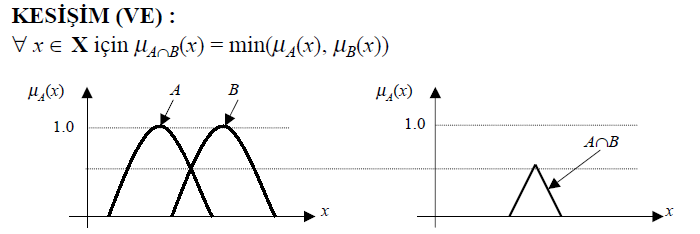 KESİŞİM (VE) :
∀ x ∈ X için μA∩B(x) = min(μA(x), μB(x))
μA(x)
A
B
1.0
x
μA(x)
1.0
A∩B
x